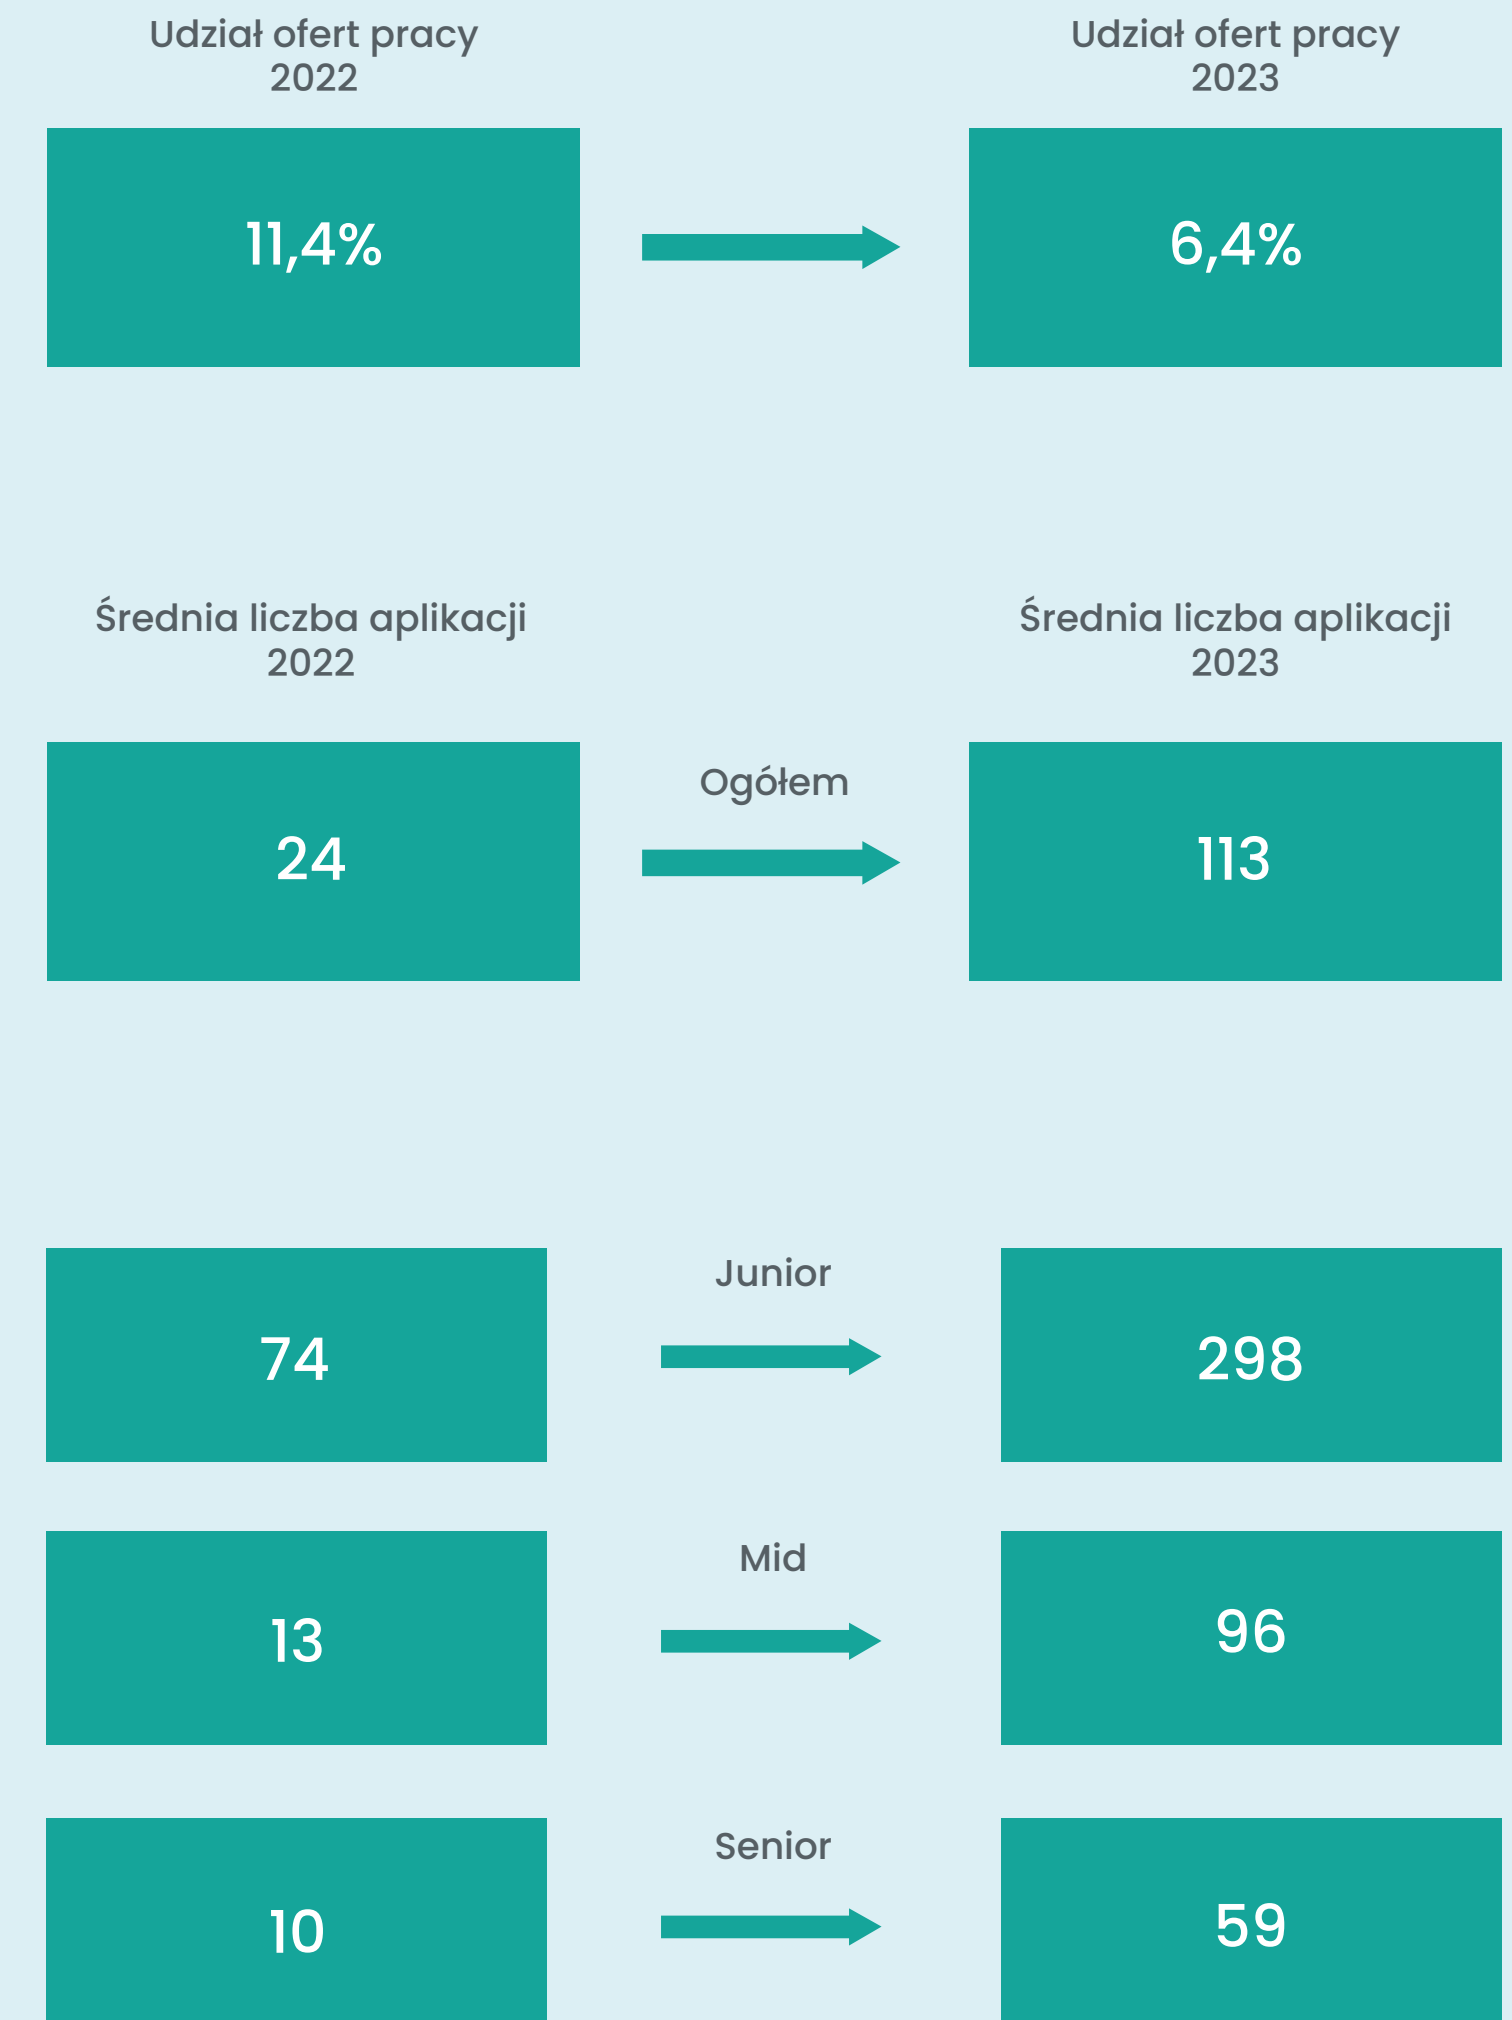 Udział ofert pracy
2022
Udział ofert pracy
2023
11,4%
6,4%
Średnia liczba aplikacji
2022
Średnia liczba aplikacji
2023
24
Ogółem
113
74
Junior
298
13
Mid
96
10
Senior
59